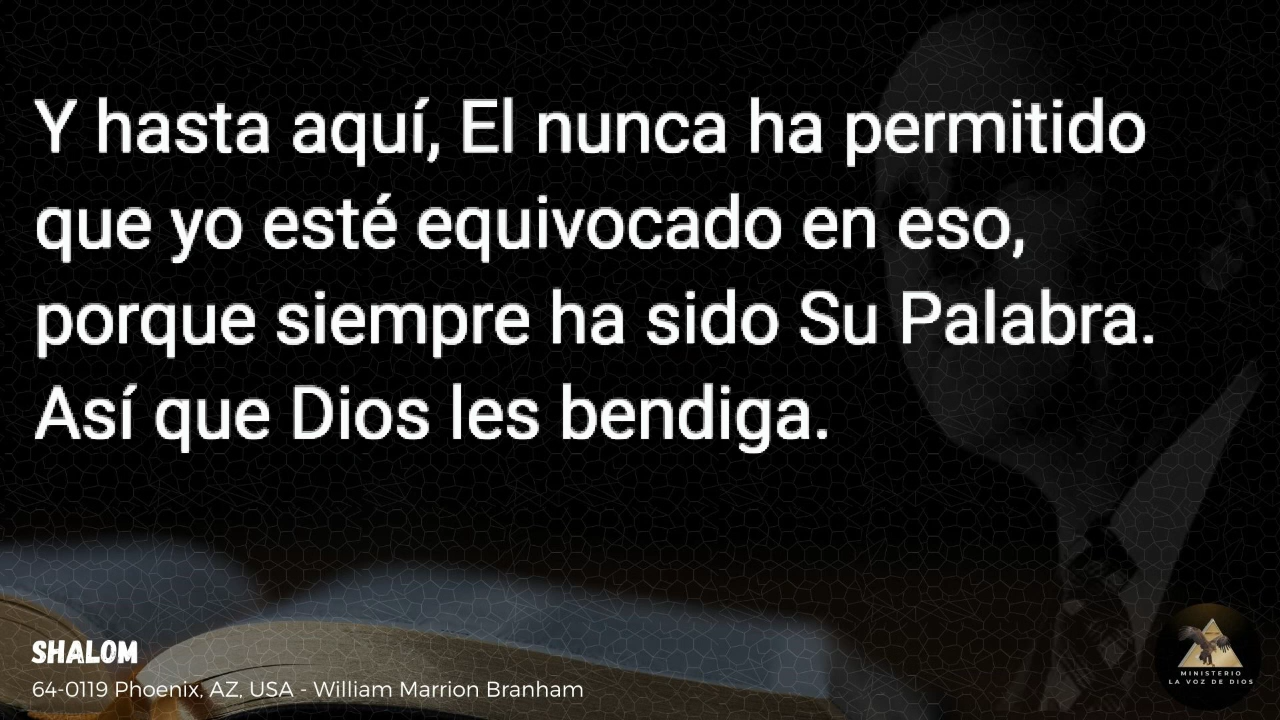 Y hasta aquí, El nunca ha permitido
que yo esté equivocado en eso,
porque siempre ha sido Su Palabra.
Así que Dios les bendiga.
SHALOM
64-0119 Phoenix, AZ, USA - William Marrion Branham
MINISTERIO
LA VOZ DE DIOS